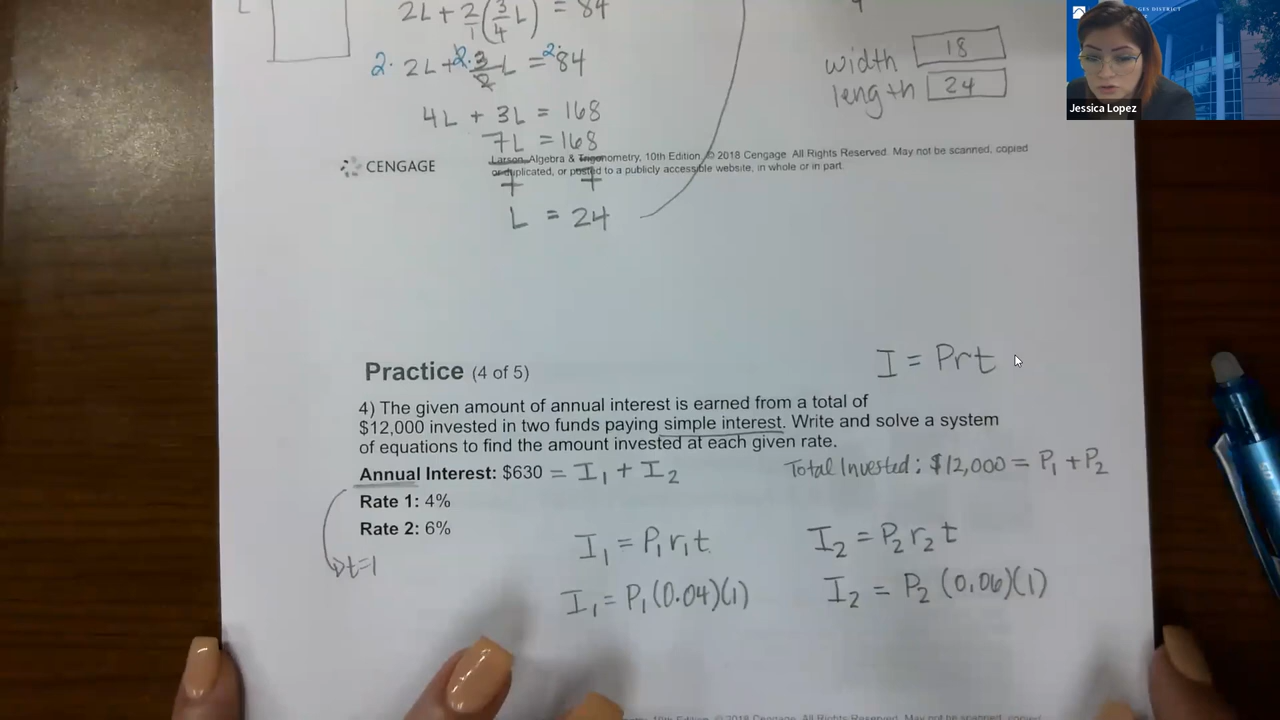 L
2L + 2/1 (3/4 L) = 84
2· 2L + 2· 3/2 L = 2· 84
4L + 3L = 168
7L = 168
7 7
L = 24
width 18
length 24
GES DISTRICT
Jessica Lopez
CENGAGE
Larson, Algebra & Trigonometry, 10th Edition, © 2018 Cengage. All Rights Reserved. May not be scanned, copied
or duplicated, or posted to a publicly accessible website, in whole or in part.
I = Prt
Practice (4 of 5)
4) The given amount of annual interest is earned from a total of
$12,000 invested in two funds paying simple interest. Write and solve a system
of equations to find the amount invested at each given rate.
Annual Interest: $630 = I₁ + I₂
Total Invested: $12,000 = P₁ + P₂
Rate 1: 4%
Rate 2: 6%
t=1
I₁ = P₁r₁t
I₂ = P₂r₂t
I₁ = P₁(0.04)(1)
I₂ = P₂(0.06)(1)